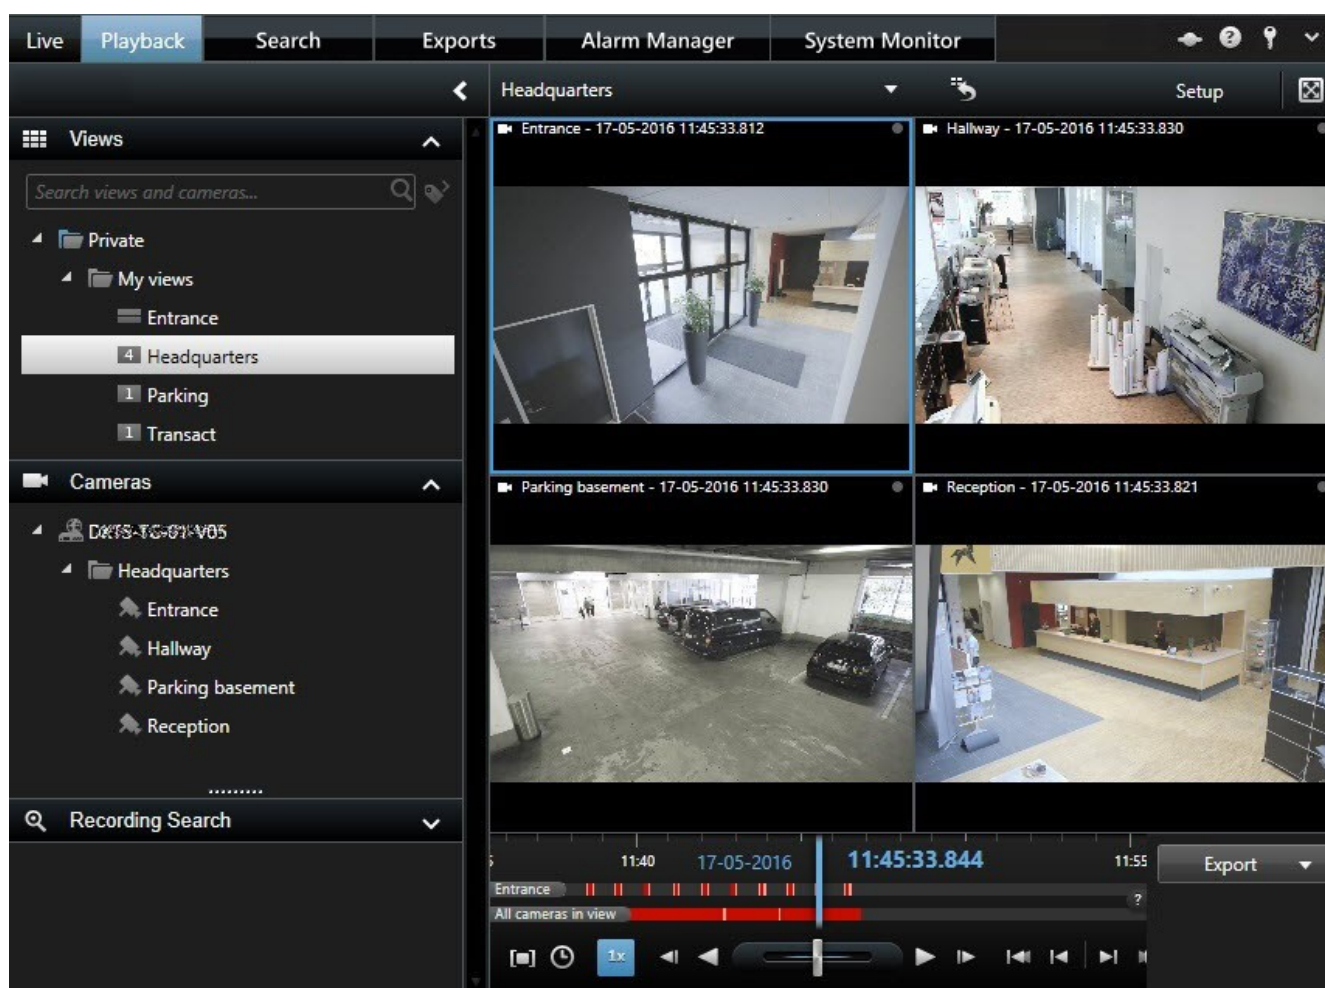 Live Playback Search Exports Alarm Manager System Monitor ?
Headquarters Setup
Views
Entrance - 17-05-2016 11:45:33.812
Hallway - 17-05-2016 11:45:33.830
Search views and cameras...
Private
My views
Entrance
4 Headquarters
1 Parking
1 Transact
Cameras
Parking basement - 17-05-2016 11:45:33.830
Reception - 17-05-2016 11:45:33.821
Headquarters
Entrance
Hallway
Parking basement
Reception
Recording Search
11:40 17-05-2016 11:45:33.844 11:55
Export
Entrance
?
All cameras in view
1x